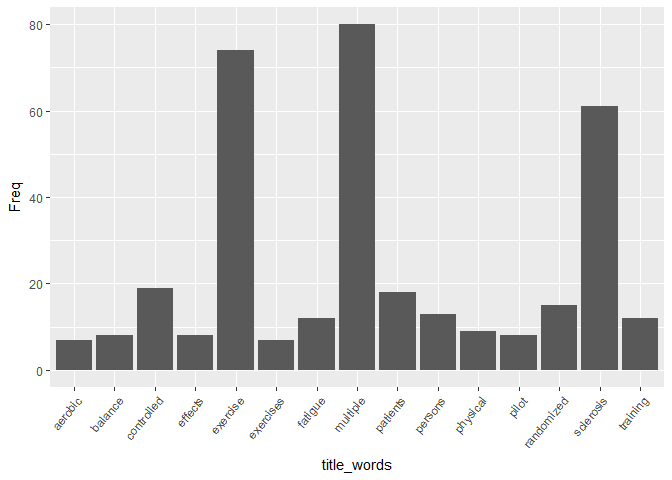 80
60
40
20
0
Freq
aerobic
balance
controlled
effects
exercise
exercises
fatigue
multiple
patients
persons
physical
pilot
randomized
sclerosis
training
title_words